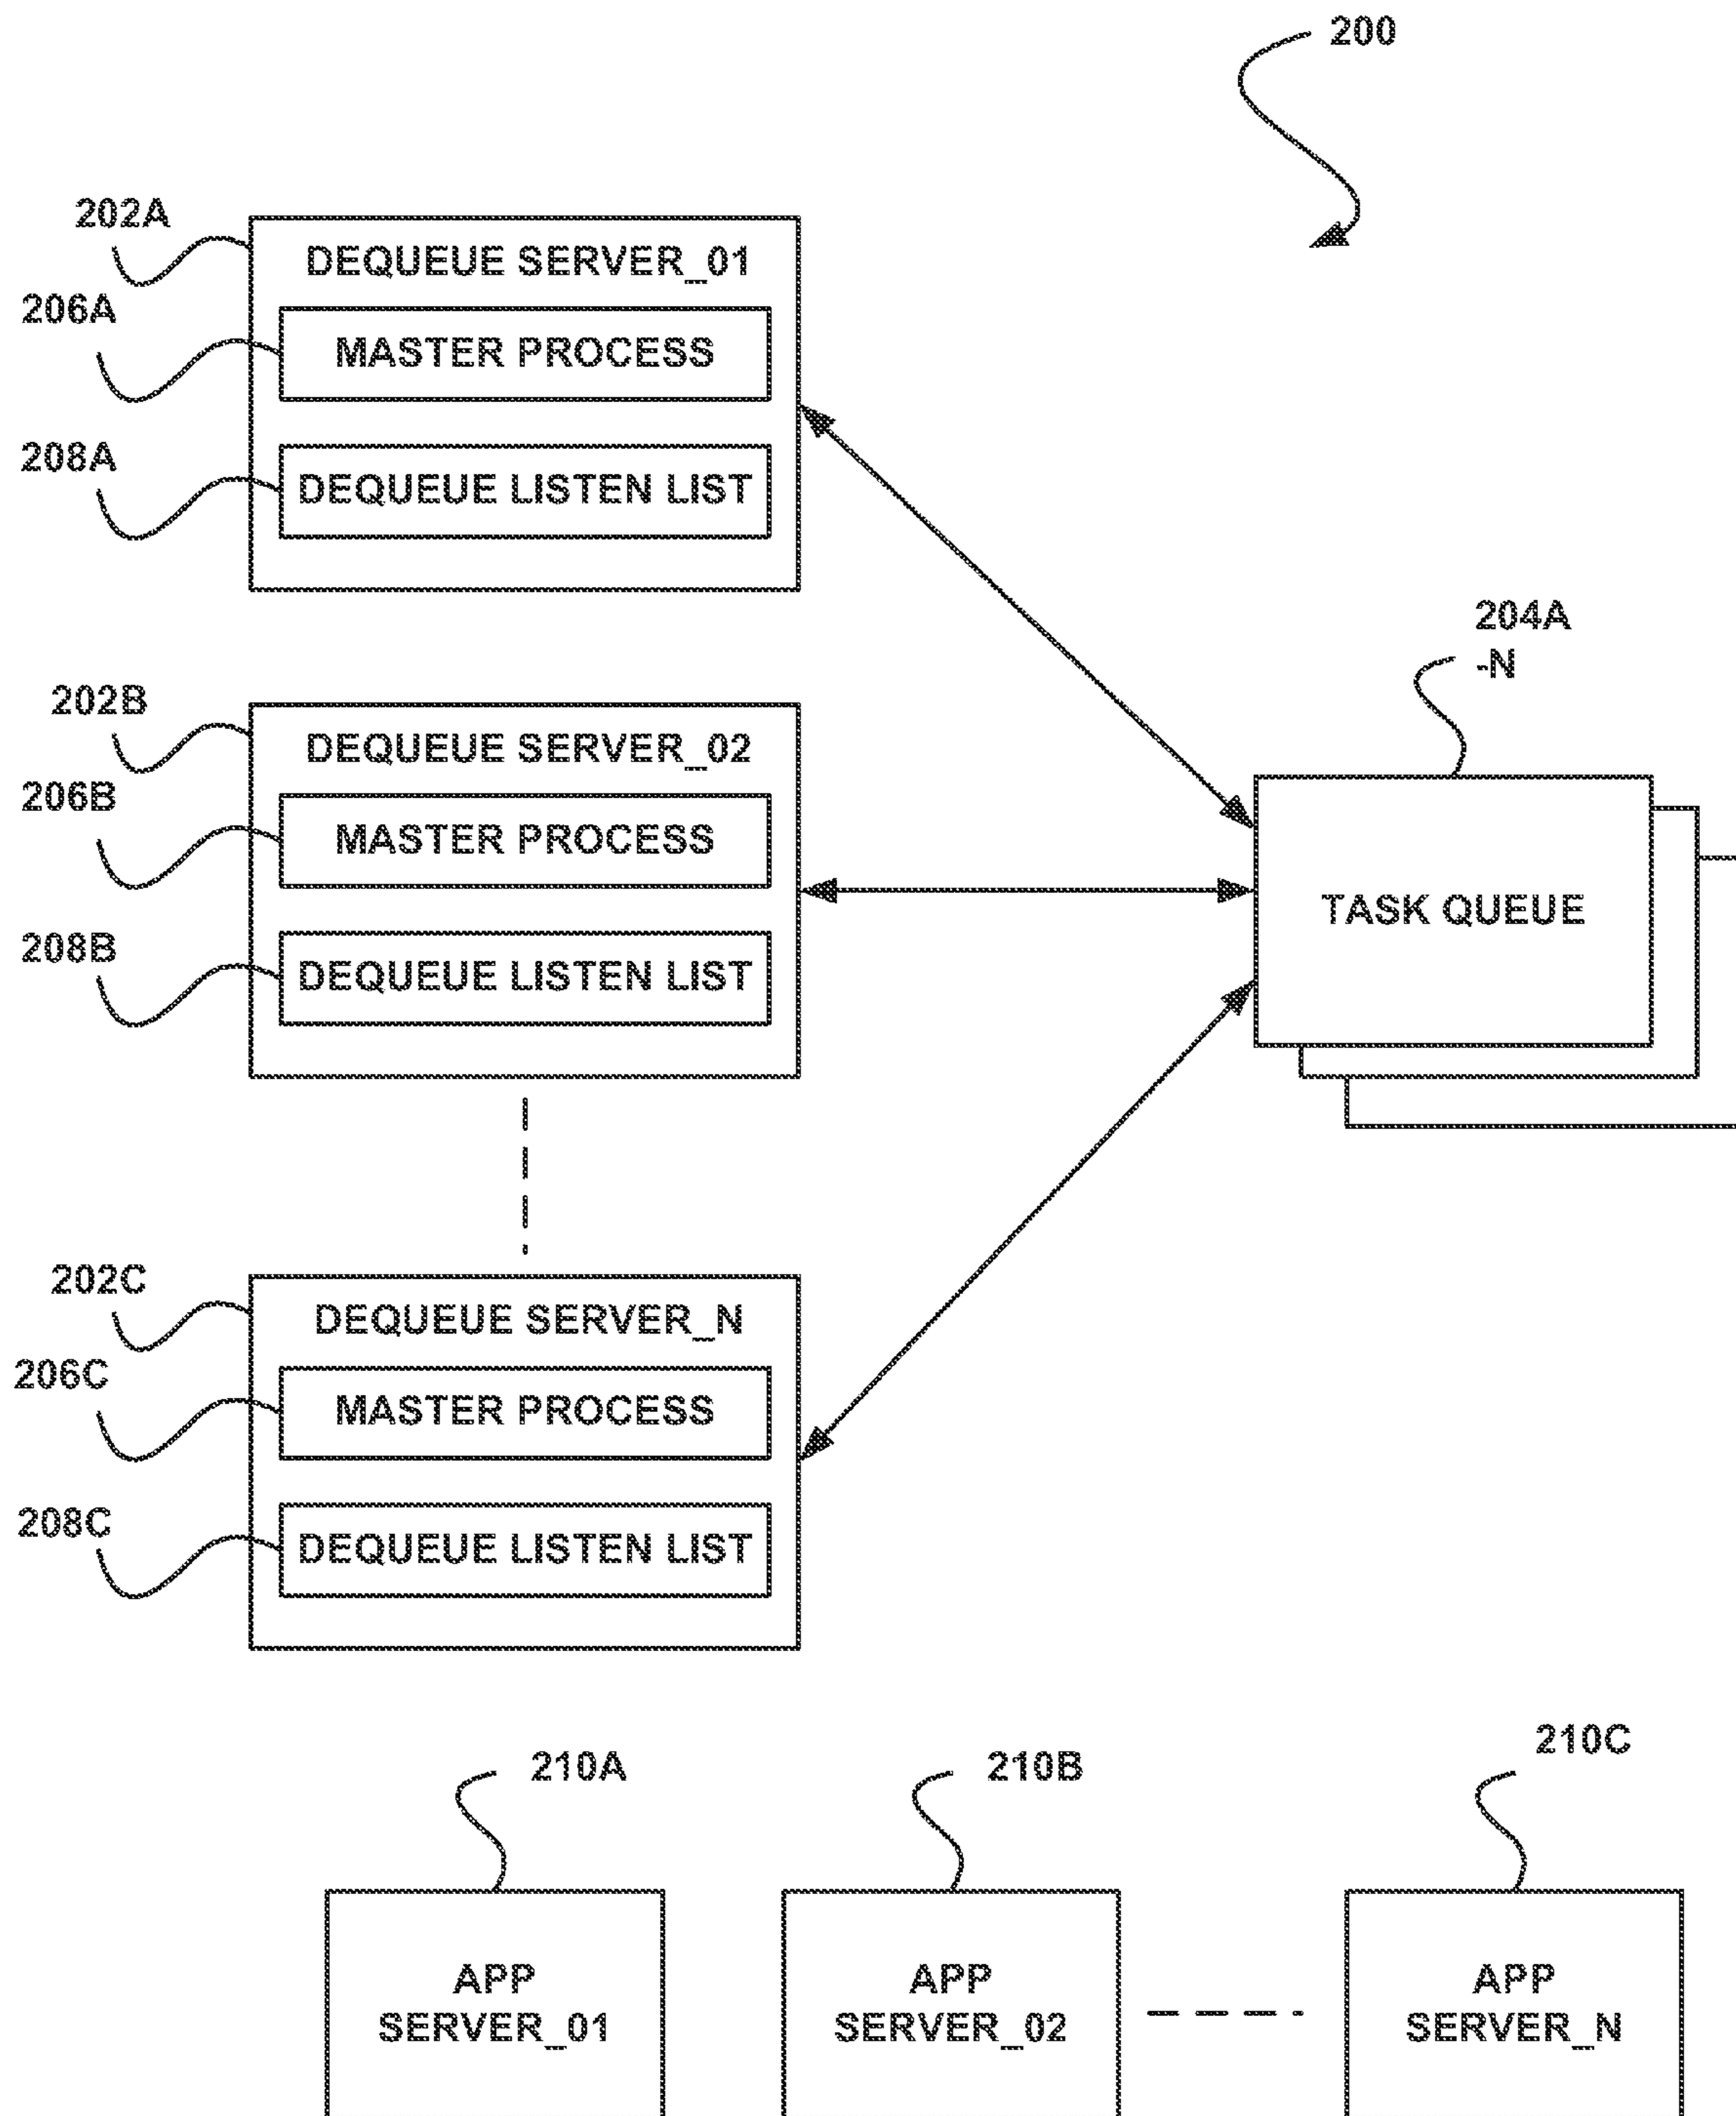 200
202A
DEQUEUE SERVER_01
206A
MASTER PROCESS
208A
DEQUEUE LISTEN LIST
204A
-N
202B
DEQUEUE SERVER_02
206B
MASTER PROCESS
TASK QUEUE
208B
DEQUEUE LISTEN LIST
202C
DEQUEUE SERVER_N
206C
MASTER PROCESS
208C
DEQUEUE LISTEN LIST
210A
210B
210C
APP
SERVER_01
APP
SERVER_02
APP
SERVER_N